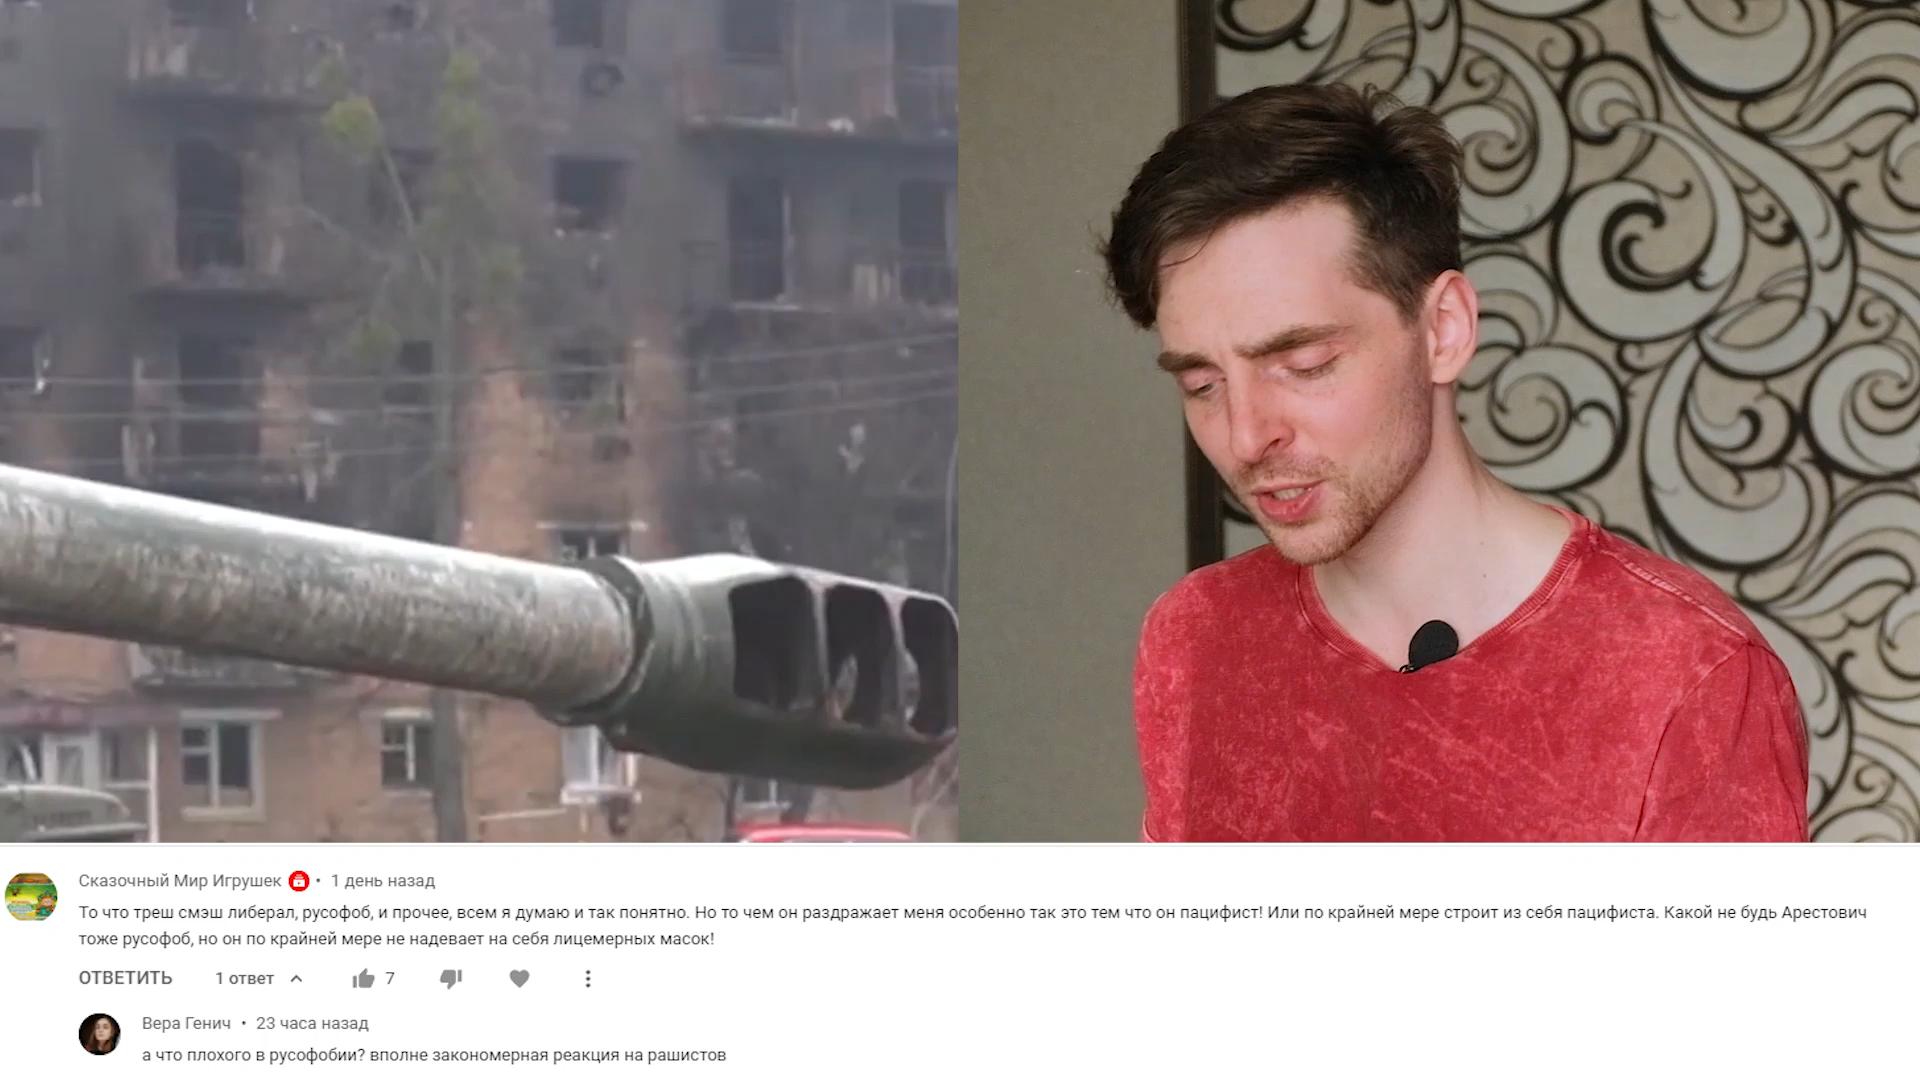 Сказочный Мир Игрушек • 1 день назад
То что треш смэш либерал, русофоб, и прочее, всем я думаю и так понятно. Но то чем он раздражает меня особенно так это тем что он пацифист! Или по крайней мере строит из себя пацифиста. Какой не будь Арестович
тоже русофоб, но он по крайней мере не надевает на себя лицемерных масок!
ОТВЕТИТЬ 1 ответ 7
Вера Генич • 23 часа назад
а что плохого в русофобии? вполне закономерная реакция на рашистов